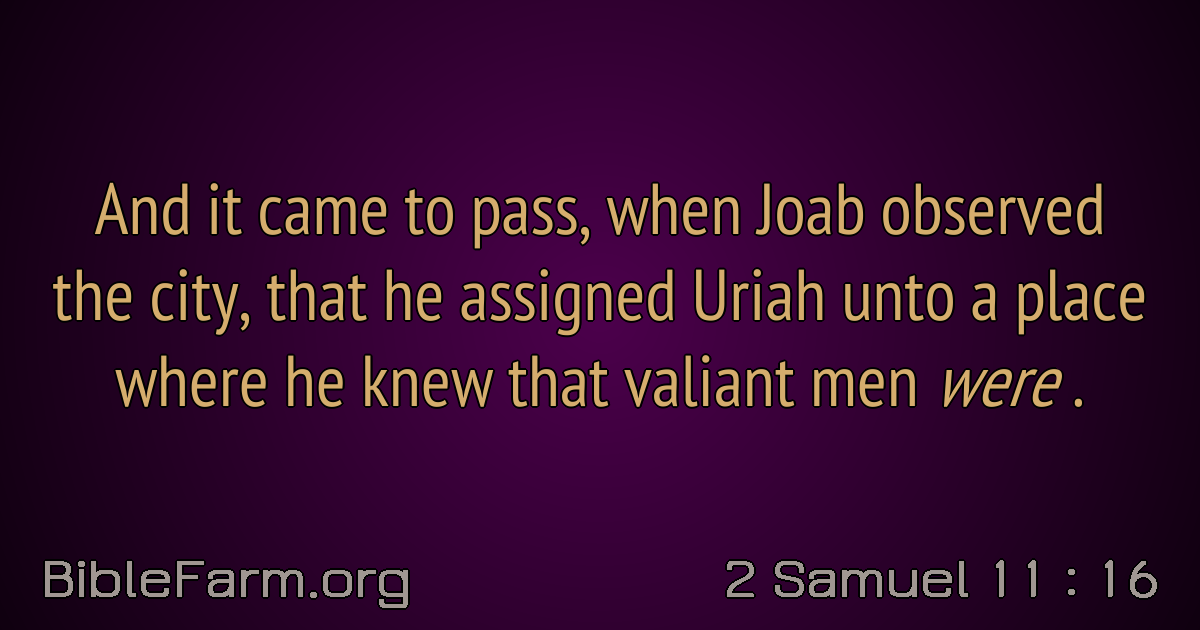 And it came to pass, when Joab observed
the city, that he assigned Uriah unto a place
where he knew that valiant men were .
BibleFarm.org
2 Samuel 11 : 16